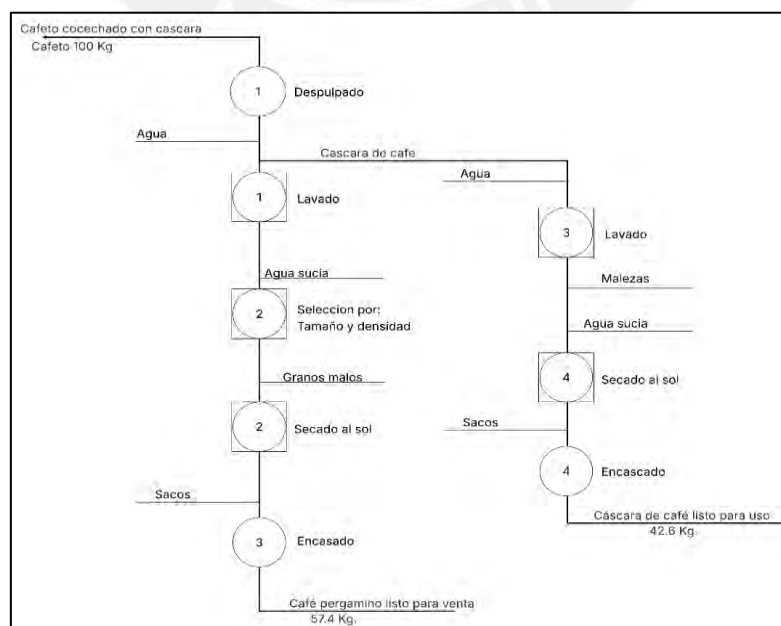 Cafeto cocechado con cascara
Cafeto 100 Kg
1
Despulpado
Agua
Cascara de cafe
1
Lavado
Agua sucia
2
Seleccion por:
Tamaño y densidad
Granos malos
2
Secado al sol
Sacos
3
Encasado
Café pergamino listo para venta
57.4 Kg.
Agua
3
Lavado
Malezas
Agua sucia
4
Secado al sol
Sacos
4
Encascado
Cáscara de café listo para uso
42.6 Kg.